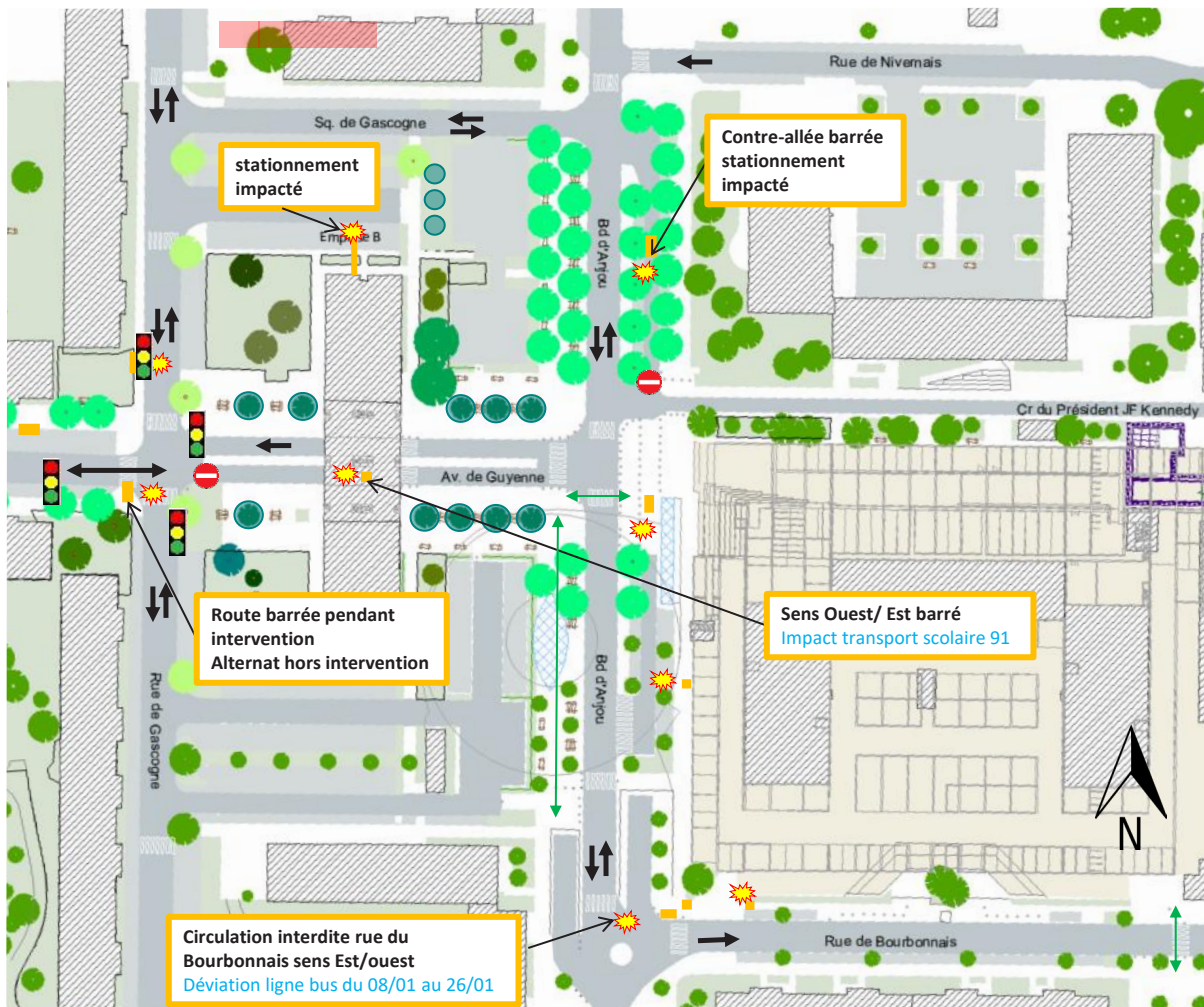 Rue de Nivernais
Sq. de Gascogne
Contre-allée barrée
stationnement
impacté
stationnement
impacté
Bd d'Anjou
Cr du Président JF Kennedy
Av. de Guyenne
Route barrée pendant
intervention
Alternat hors intervention
Sens Ouest/ Est barré
Impact transport scolaire 91
Rue de Gascogne
Bd d'Anjou
N
Circulation interdite rue du
Bourbonnais sens Est/ouest
Déviation ligne bus du 08/01 au 26/01
Rue de Bourbonnais